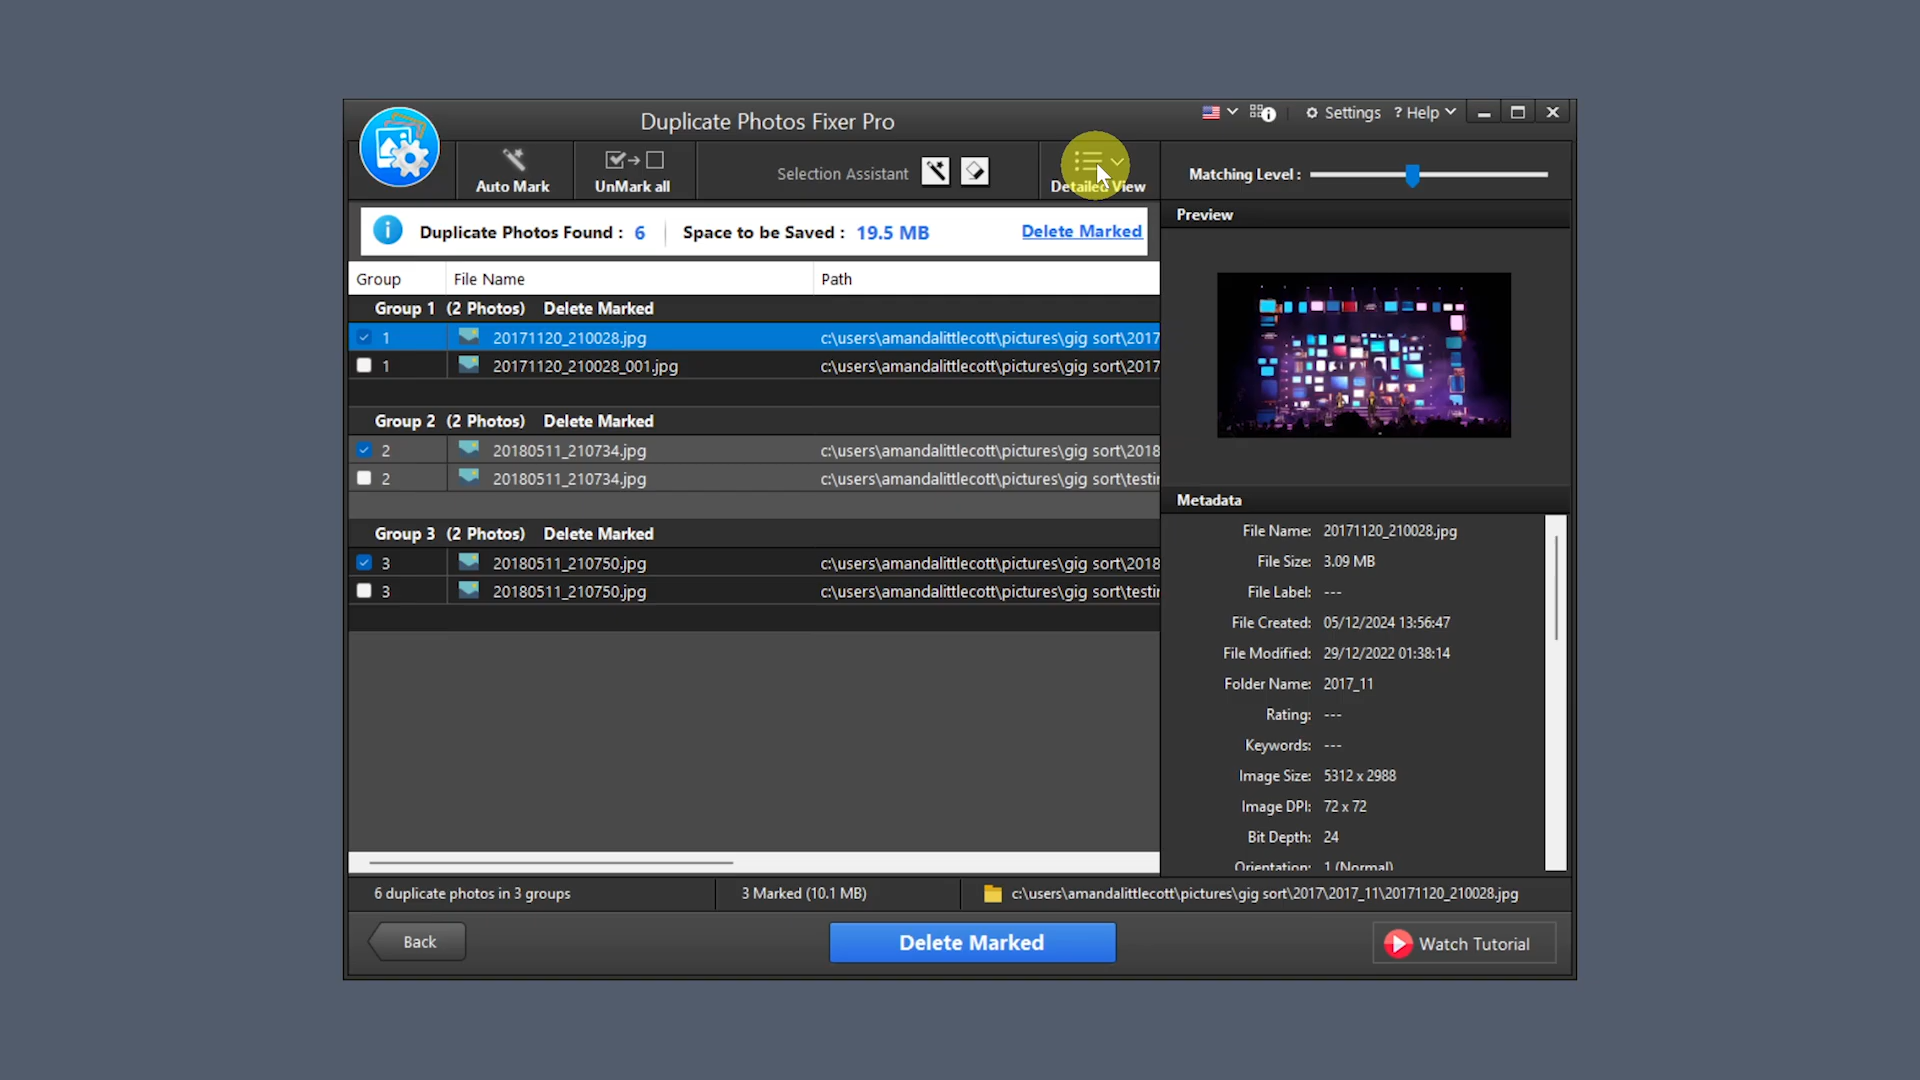 Duplicate Photos Fixer Pro
Settings
? Help
Auto Mark
UnMark all
Selection Assistant
Detailed View
Matching Level :
Duplicate Photos Found : 6
Space to be Saved : 19.5 MB
Delete Marked
Preview
Group
File Name
Path
Group 1 (2 Photos) Delete Marked
1 20171120_210028.jpg c:\users\amandalittlecott\pictures\gig sort\2017
1 20171120_210028_001.jpg c:\users\amandalittlecott\pictures\gig sort\2017
Group 2 (2 Photos) Delete Marked
2 20180511_210734.jpg c:\users\amandalittlecott\pictures\gig sort\2018
2 20180511_210734.jpg c:\users\amandalittlecott\pictures\gig sort\testin
Group 3 (2 Photos) Delete Marked
3 20180511_210750.jpg c:\users\amandalittlecott\pictures\gig sort\2018
3 20180511_210750.jpg c:\users\amandalittlecott\pictures\gig sort\testin
Metadata
File Name: 20171120_210028.jpg
File Size: 3.09 MB
File Label: ---
File Created: 05/12/2024 13:56:47
File Modified: 29/12/2022 01:38:14
Folder Name: 2017_11
Rating: ---
Keywords: ---
Image Size: 5312 x 2988
Image DPI: 72 x 72
Bit Depth: 24
Orientation: 1 (Normal)
6 duplicate photos in 3 groups
3 Marked (10.1 MB)
c:\users\amandalittlecott\pictures\gig sort\2017\2017_11\20171120_210028.jpg
Back
Delete Marked
Watch Tutorial